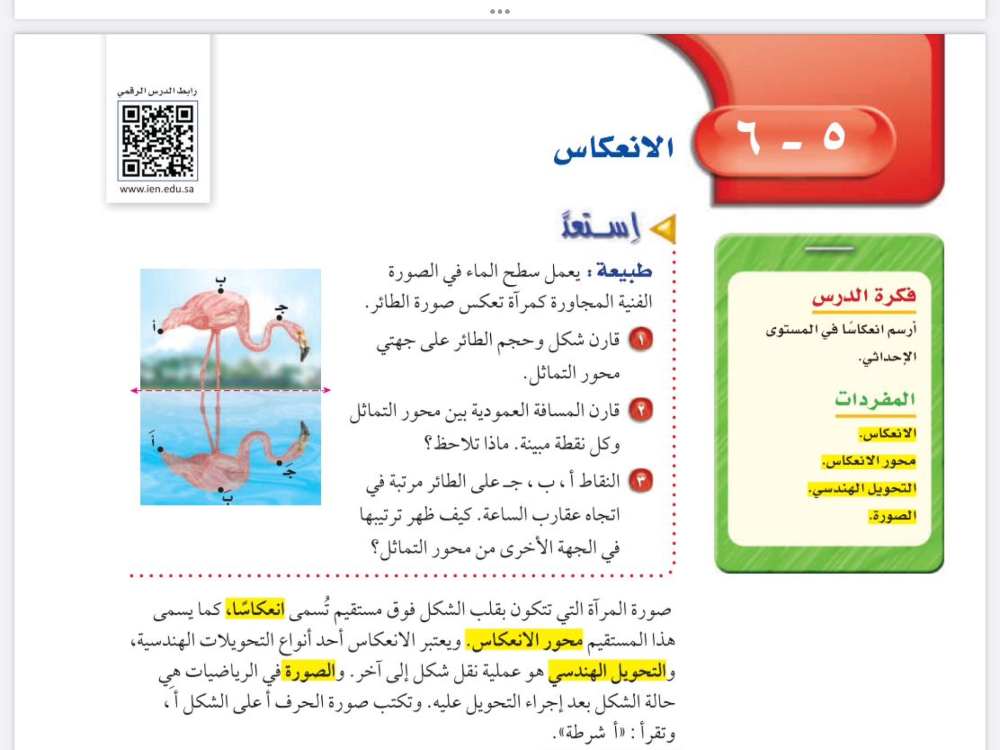 رابط الدرس الرقمي
www.ien.edu.sa
٥ - ٦
الانعكاس
فكرة الدرس
أرسم انعكاسًا في المستوى
الإحداثي.
المفردات
الانعكاس.
محور الانعكاس.
التحويل الهندسي.
الصورة.
اِستعدَّ
طبيعة : يعمل سطح الماء في الصورة
الفنية المجاورة كمرآة تعكس صورة الطائر.
١ قارن شكل وحجم الطائر على جهتي
محور التماثل.
٢ قارن المسافة العمودية بين محور التماثل
وكل نقطة مبينة. ماذا تلاحظ؟
٣ النقاط أ ، ب ، جـ على الطائر مرتبة في
اتجاه عقارب الساعة. كيف ظهر ترتيبها
في الجهة الأخرى من محور التماثل؟
ب
جـ
أ
أَ
جـَ
بَ
صورة المرآة التي تتكون بقلب الشكل فوق مستقيم تُسمى انعكاسًا، كما يسمى
هذا المستقيم محور الانعكاس. ويعتبر الانعكاس أحد أنواع التحويلات الهندسية،
والتحويل الهندسي هو عملية نقل شكل إلى آخر. والصورة في الرياضيات هي
حالة الشكل بعد إجراء التحويل عليه. وتكتب صورة الحرف أ على الشكل أَ ،
وتقرأ : «أ شرطة».